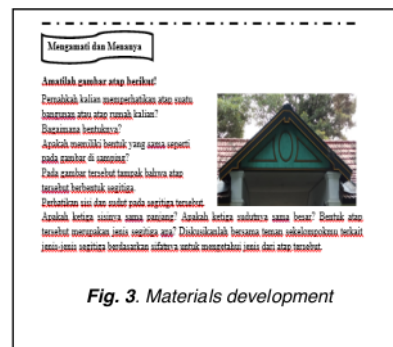 Mengamati dan Menanya
Amatilah gambar atap berikut!
Pernahkah kalian memperhatikan atap suatu
bangunan atau atap rumah kalian?
Bagaimana bentuknya?
Apakah memiliki bentuk yang sama seperti
pada gambar di samping?
Pada gambar tersebut tampak bahwa atap
tersebut berbentuk segitiga.
Perhatikan sisi dan sudut pada segitiga tersebut.
Apakah ketiga sisinya sama panjang? Apakah ketiga sudutnya sama besar? Bentuk atap
tersebut merupakan jenis segitiga apa? Diskusikanlah bersama teman sekelompokmu terkait
jenis-jenis segitiga berdasarkan sifatnya untuk mengetahui jenis dari atap tersebut.
Fig. 3. Materials development